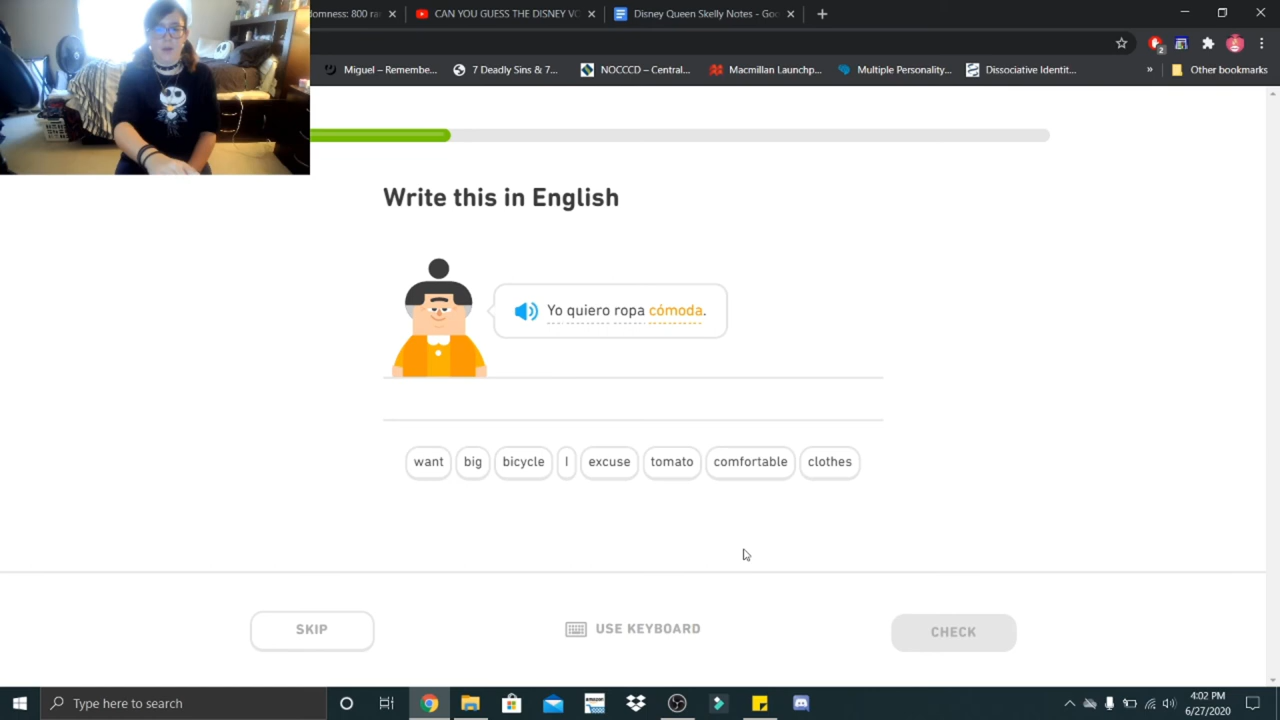 lomness: 800 ra
CAN YOU GUESS THE DISNEY VO
Disney Queen Skelly Notes - Goo
Miguel – Remembe...
7 Deadly Sins & 7...
NOCCCD – Central...
Macmillan Launchp...
Multiple Personality...
Dissociative Identit...
Other bookmarks
Write this in English
Yo quiero ropa cómoda.
want big bicycle I excuse tomato comfortable clothes
SKIP
USE KEYBOARD
CHECK
Type here to search
4:02 PM
6/27/2020